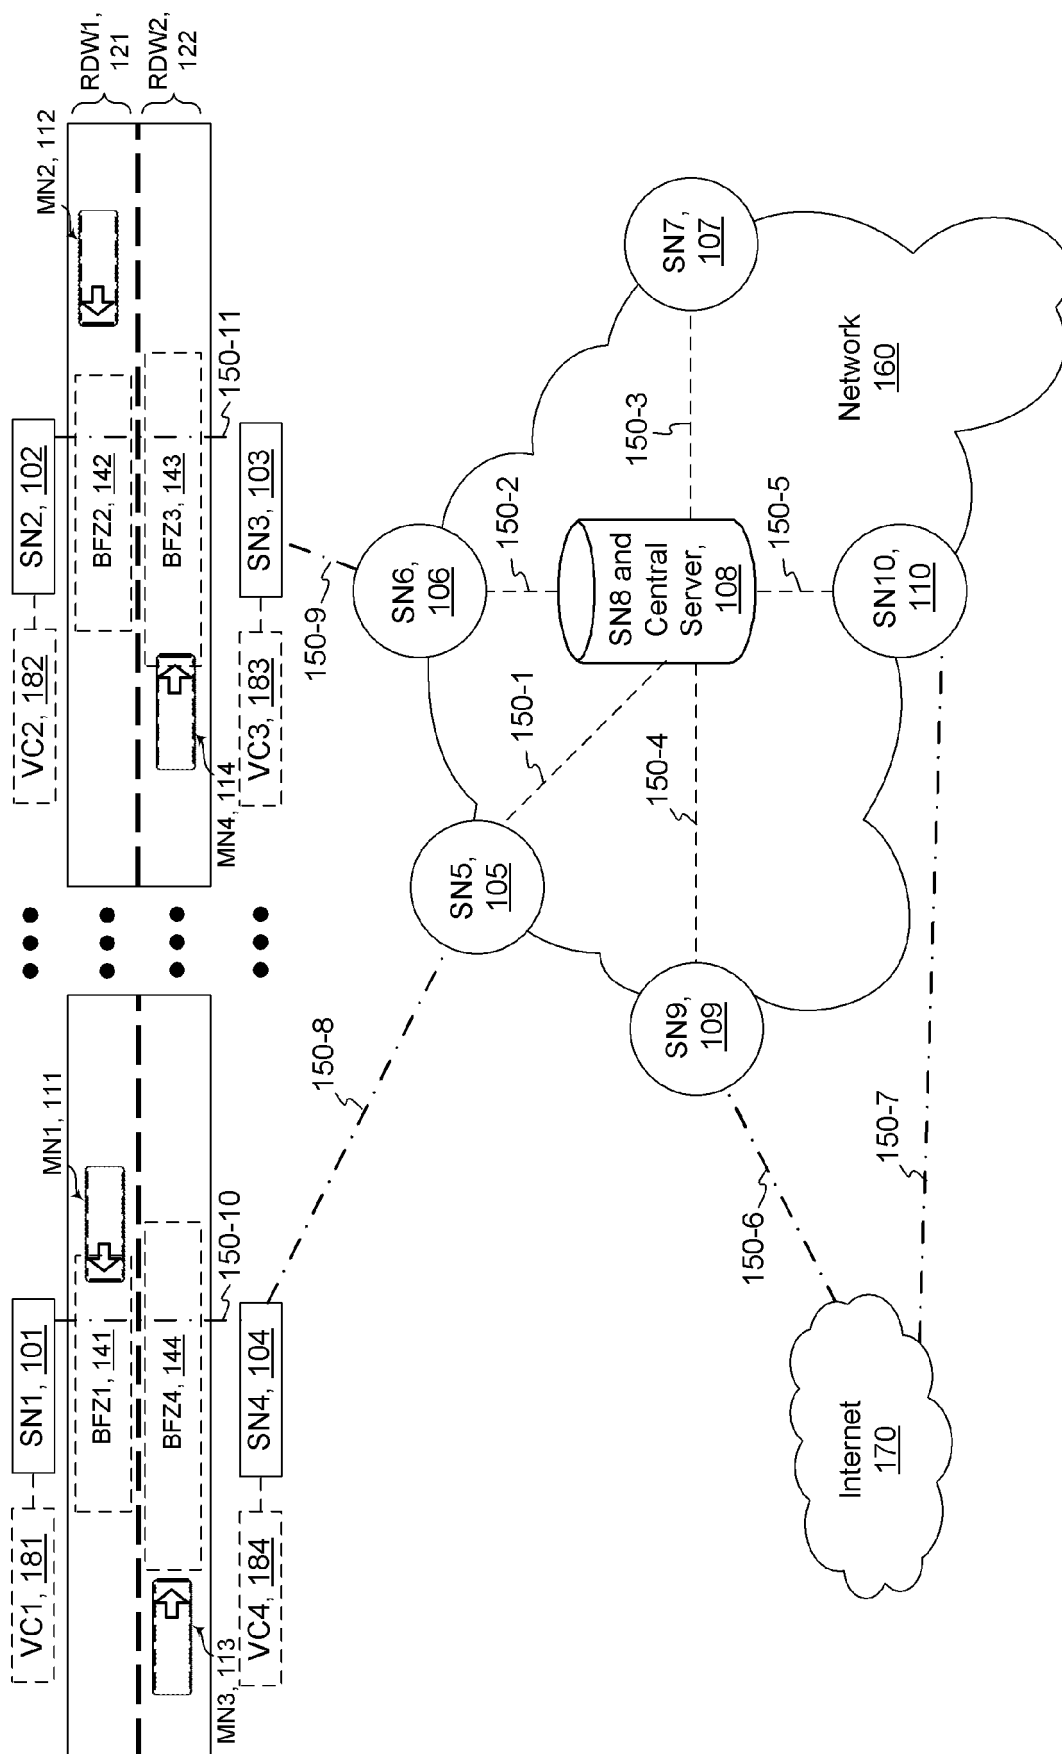 VC1, 181
SN1, 101
VC2, 182
SN2, 102
MN1, 111
MN2, 112
BFZ1, 141
BFZ2, 142
RDW1,
121
BFZ4, 144
BFZ3, 143
RDW2,
122
MN3, 113
MN4, 114
150-10
150-11
VC4, 184
SN4, 104
VC3, 183
SN3, 103
150-8
150-9
SN5,
105
SN6,
106
150-1
150-2
SN9,
109
150-4
SN8 and
Central
Server,
108
150-3
SN7,
107
150-5
150-6
Internet
170
150-7
SN10,
110
Network
160